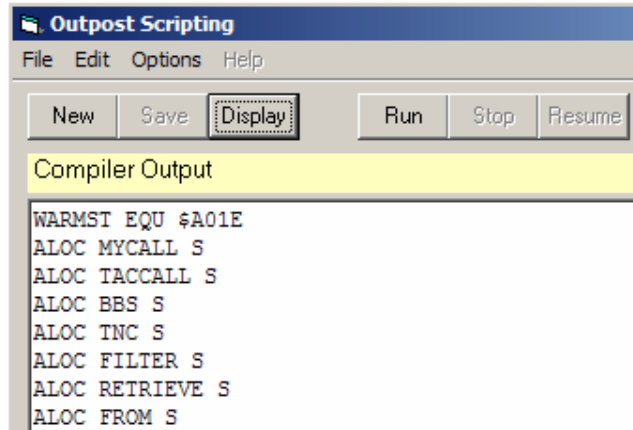 Outpost Scripting
File Edit Options Help
New Save Display Run Stop Resume
Compiler Output
WARMST EQU $A01E
ALOC MYCALL S
ALOC TACCALL S
ALOC BBS S
ALOC TNC S
ALOC FILTER S
ALOC RETRIEVE S
ALOC FROM S